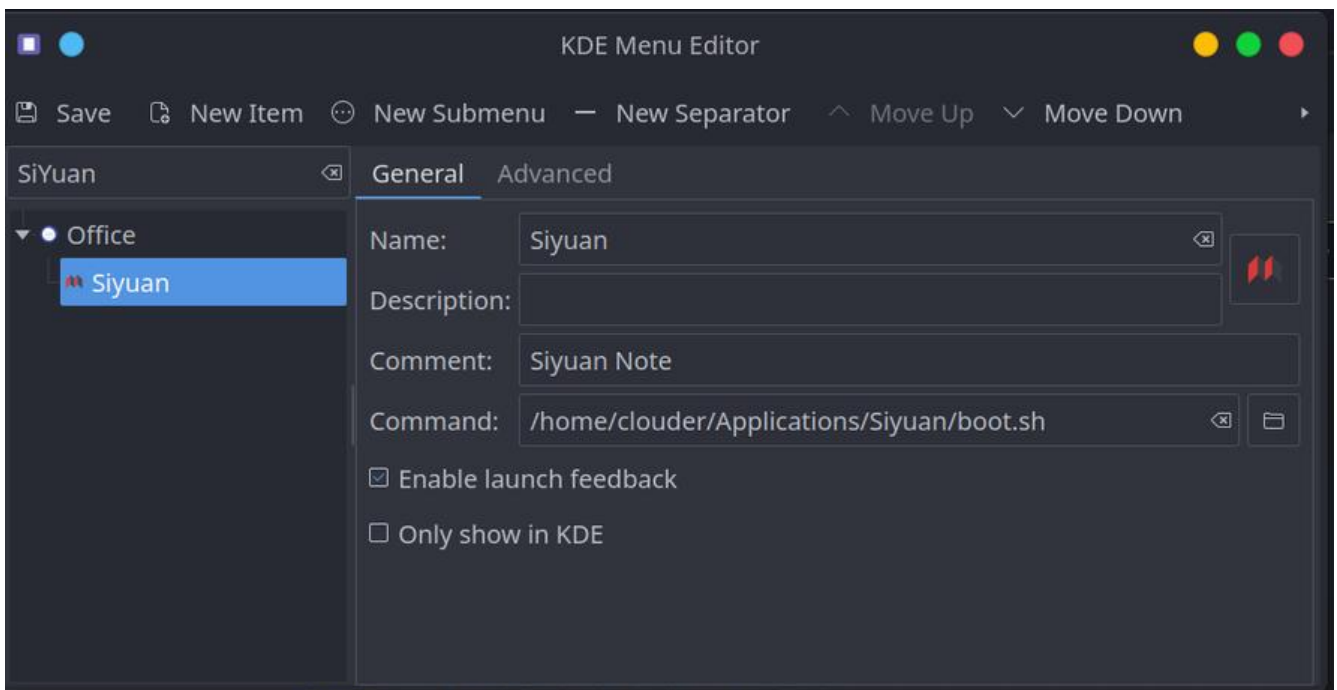 KDE Menu Editor
Save New Item New Submenu New Separator Move Up Move Down
SiYuan
General Advanced
Office
Siyuan
Name: Siyuan
Description:
Comment: Siyuan Note
Command: /home/clouder/Applications/Siyuan/boot.sh
Enable launch feedback
Only show in KDE